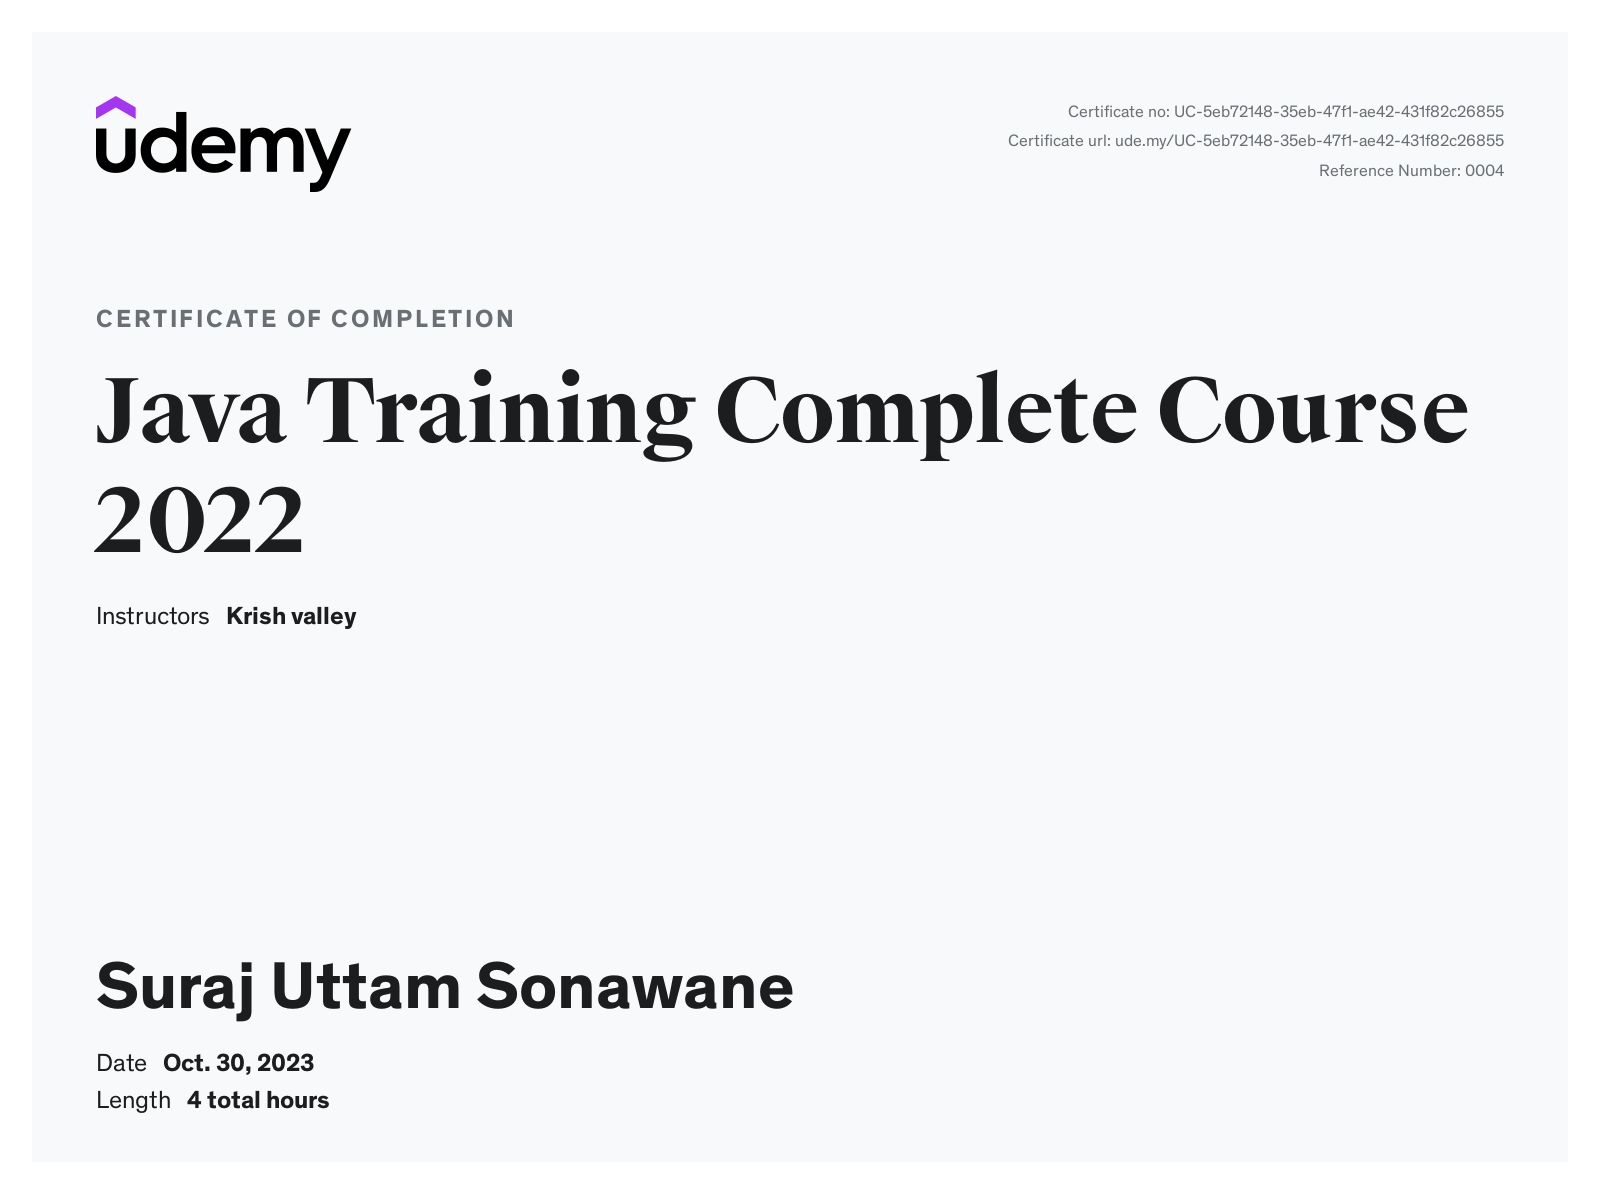 udemy
Certificate no: UC-5eb72148-35eb-47f1-ae42-431f82c26855
Certificate url: ude.my/UC-5eb72148-35eb-47f1-ae42-431f82c26855
Reference Number: 0004
CERTIFICATE OF COMPLETION
Java Training Complete Course
2022
Instructors Krish valley
Suraj Uttam Sonawane
Date Oct. 30, 2023
Length 4 total hours